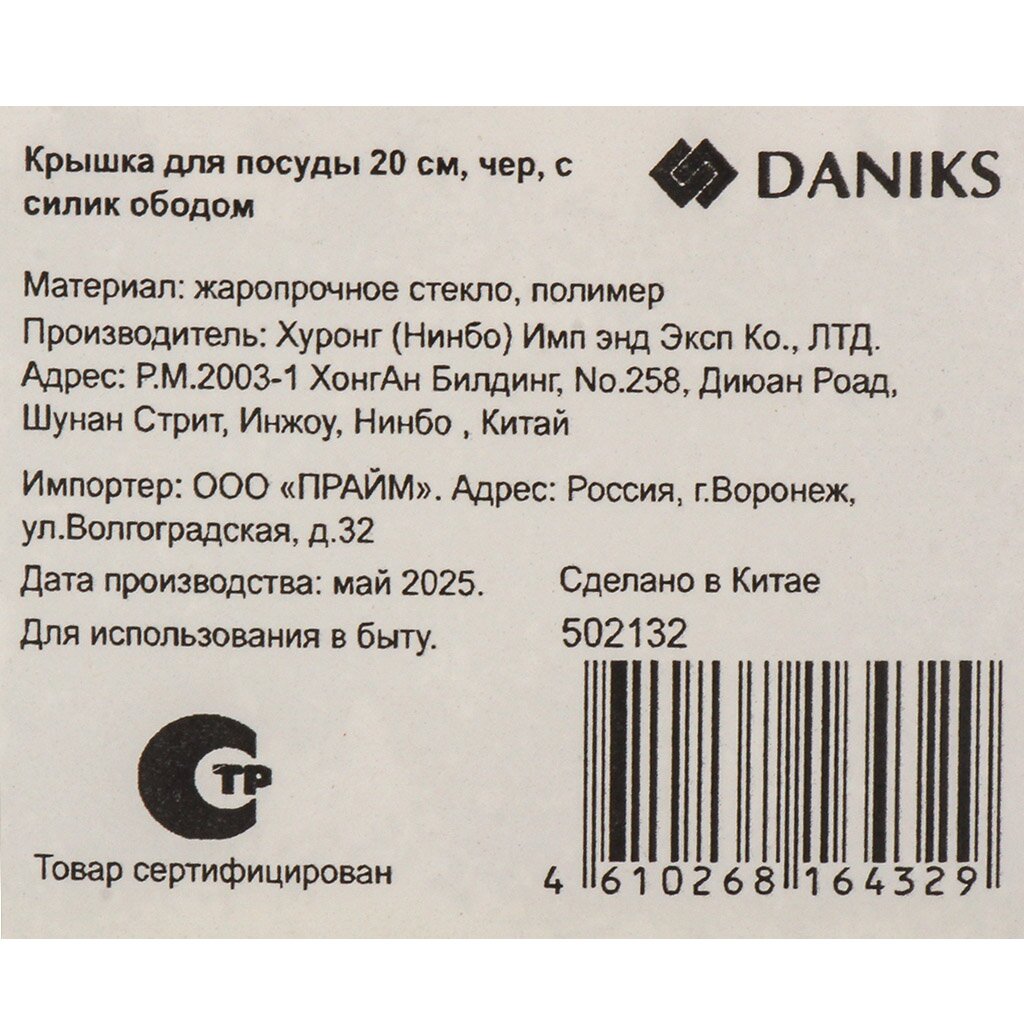 Крышка для посуды 20 см, чер, с
силик ободом
DANIKS
Материал: жаропрочное стекло, полимер
Производитель: Хуронг (Нинбо) Имп энд Эксп Ко., ЛТД.
Адрес: Р.М.2003-1 ХонгАн Билдинг, No.258, Диюан Роад,
Шунан Стрит, Инжоу, Нинбо , Китай
Импортер: ООО «ПРАЙМ». Адрес: Россия, г.Воронеж,
ул.Волгоградская, д.32
Дата производства: май 2025.
Сделано в Китае
Для использования в быту.
502132
ТР
Товар сертифицирован
4 610268 164329